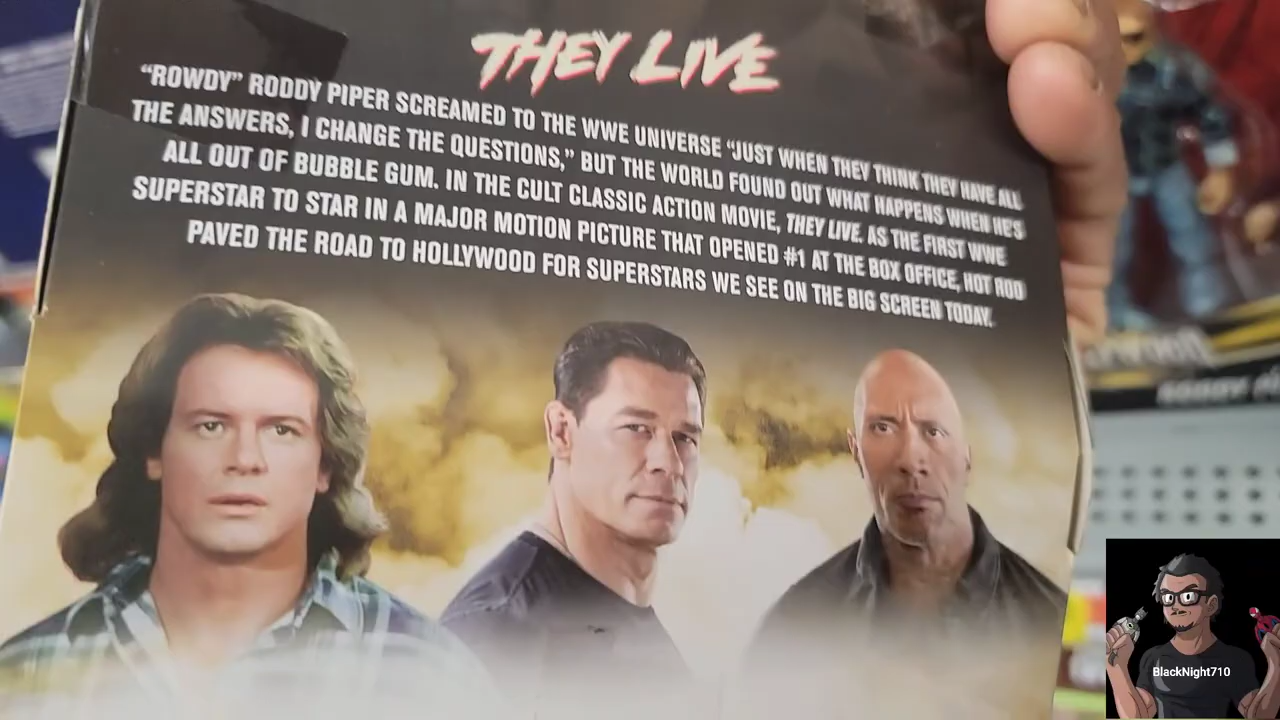 THEY LIVE
“ROWDY” RODDY PIPER SCREAMED TO THE WWE UNIVERSE “JUST WHEN THEY THINK THEY HAVE ALL
THE ANSWERS, I CHANGE THE QUESTIONS,” BUT THE WORLD FOUND OUT WHAT HAPPENS WHEN HE'S
ALL OUT OF BUBBLE GUM. IN THE CULT CLASSIC ACTION MOVIE, THEY LIVE. AS THE FIRST WWE
SUPERSTAR TO STAR IN A MAJOR MOTION PICTURE THAT OPENED #1 AT THE BOX OFFICE, HOT ROD
PAVED THE ROAD TO HOLLYWOOD FOR SUPERSTARS WE SEE ON THE BIG SCREEN TODAY.
RODDY
BlackNight710